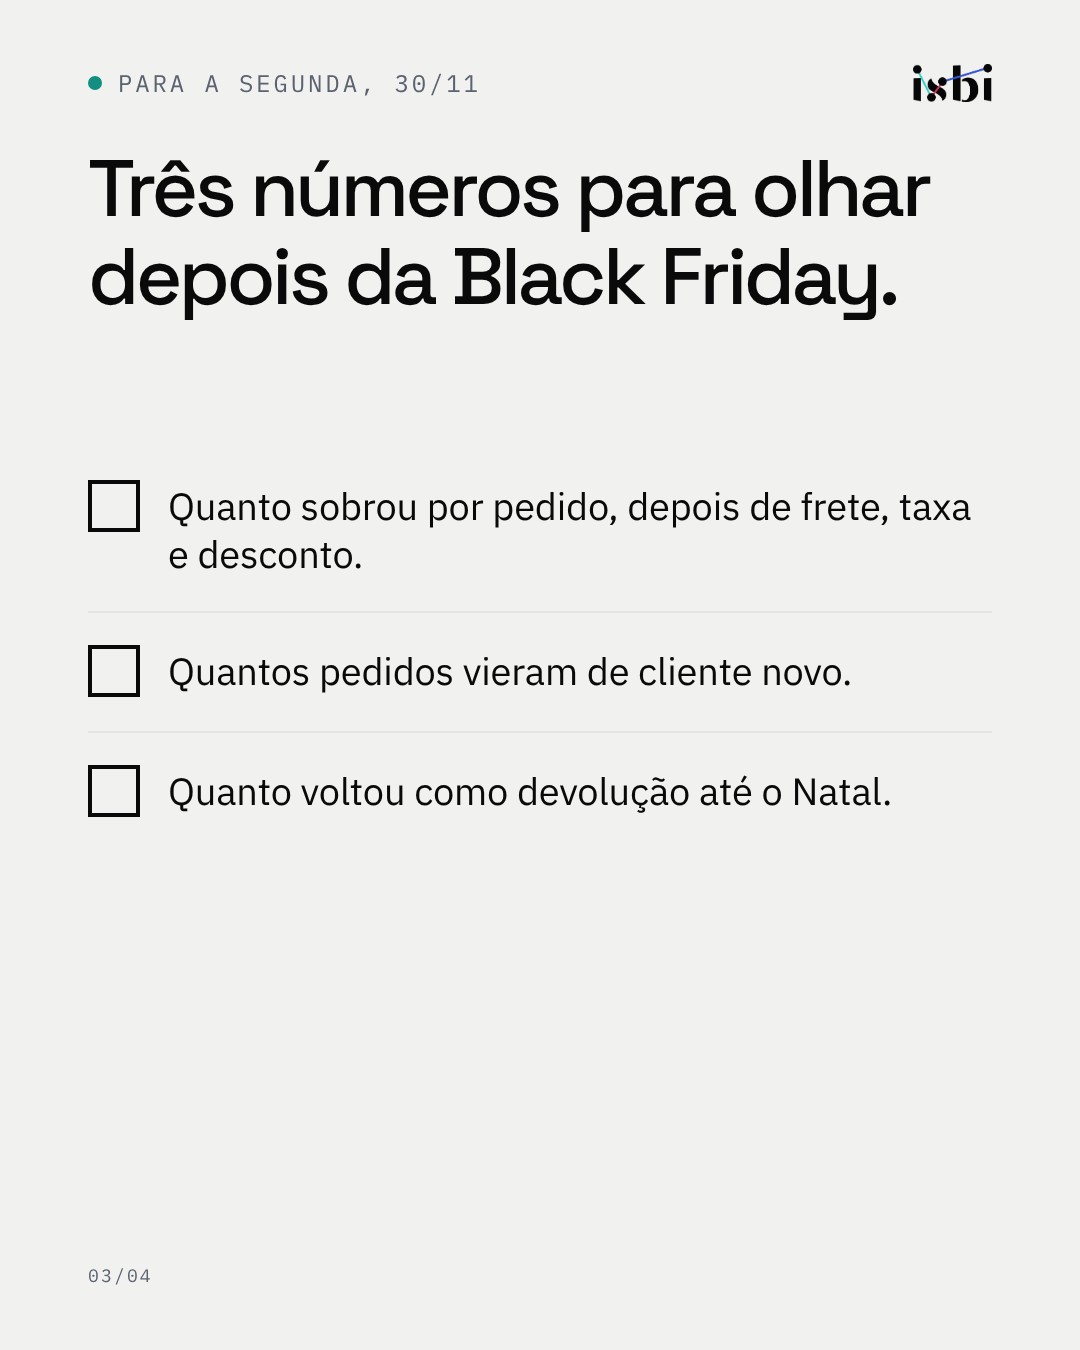 PARA A SEGUNDA, 30/11
ixbi
Três números para olhar
depois da Black Friday.
Quanto sobrou por pedido, depois de frete, taxa
e desconto.
Quantos pedidos vieram de cliente novo.
Quanto voltou como devolução até o Natal.
03/04